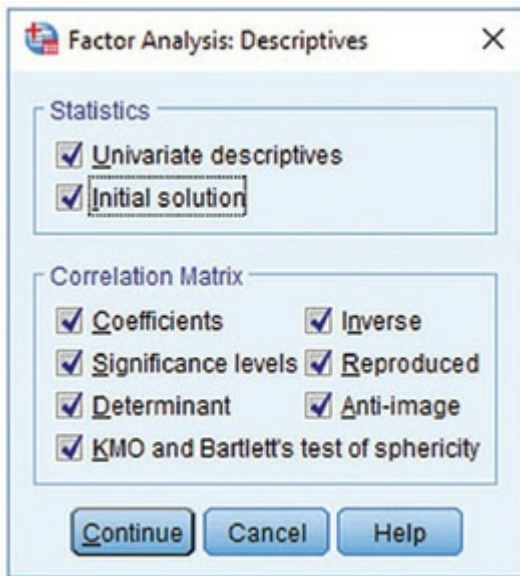 Factor Analysis: Descriptives
Statistics
Univariate descriptives
Initial solution
Correlation Matrix
Coefficients Inverse
Significance levels Reproduced
Determinant Anti-image
KMO and Bartlett's test of sphericity
Continue Cancel Help